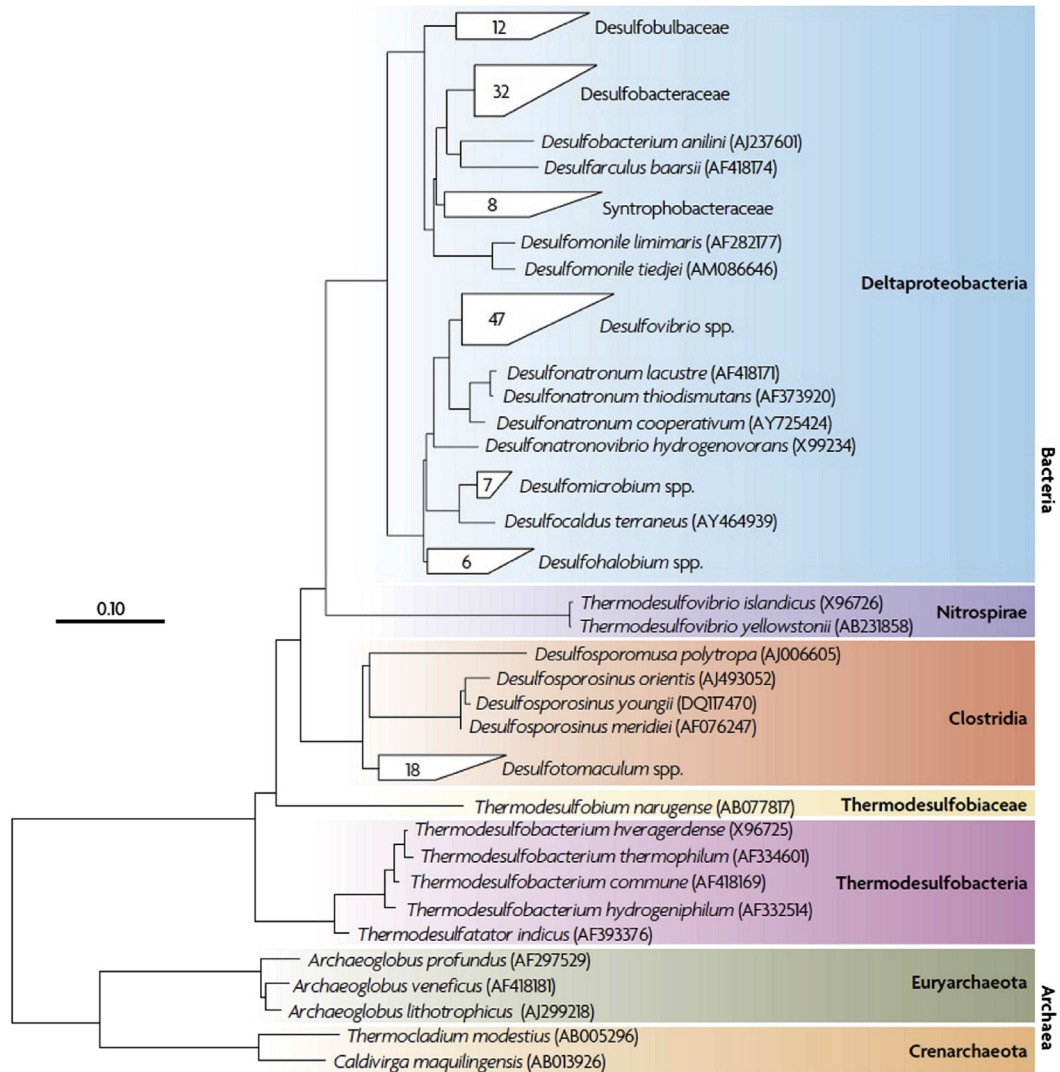 12 Desulfobulbaceae
32 Desulfobacteraceae
Desulfobacterium anilini (AJ237601)
Desulfarculus baarsii (AF418174)
8 Syntrophobacteraceae
Desulfomonile limimaris (AF282177)
Desulfomonile tiedjei (AM086646)
Deltaproteobacteria
47 Desulfovibrio spp.
Desulfonatronum lacustre (AF418171)
Desulfonatronum thiodismutans (AF373920)
Desulfonatronum cooperativum (AY725424)
Desulfonatronovibrio hydrogenovorans (X99234)
7 Desulfomicrobium spp.
Desulfocaldus terraneus (AY464939)
6 Desulfohalobium spp.
Bacteria
0.10
Thermodesulfovibrio islandicus (X96726)
Thermodesulfovibrio yellowstonii (AB231858)
Nitrospirae
Desulfosporomusa polytropa (AJ006605)
Desulfosporosinus orientis (AJ493052)
Desulfosporosinus youngii (DQ117470)
Desulfosporosinus meridiei (AF076247)
Clostridia
18 Desulfotomaculum spp.
Thermodesulfobium narugense (AB077817) Thermodesulfobiaceae
Thermodesulfobacterium hveragerdense (X96725)
Thermodesulfobacterium thermophilum (AF334601)
Thermodesulfobacterium commune (AF418169)
Thermodesulfobacteria
Thermodesulfobacterium hydrogeniphilum (AF332514)
Thermodesulfatator indicus (AF393376)
Archaeoglobus profundus (AF297529)
Archaeoglobus veneficus (AF418181)
Euryarchaeota
Archaeoglobus lithotrophicus (AJ299218)
Thermocladium modestius (AB005296)
Caldivirga maquilingensis (AB013926)
Crenarchaeota
Archaea